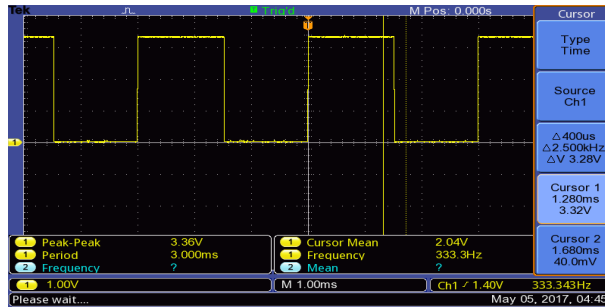 Tek
Trig'd
M Pos: 0.000s
Cursor
Type
Time
Source
Ch1
△400us
△2.500kHz
△V 3.28V
Cursor 1
1.280ms
3.32V
Cursor 2
1.680ms
40.0mV
1
1 Peak-Peak 3.36V
1 Period 3.000ms
2 Frequency ?
1 Cursor Mean 2.04V
1 Frequency 333.3Hz
2 Mean ?
1 1.00V
M 1.00ms
Ch1 / 1.40V 333.343Hz
Please wait....
May 05, 2017, 04:45